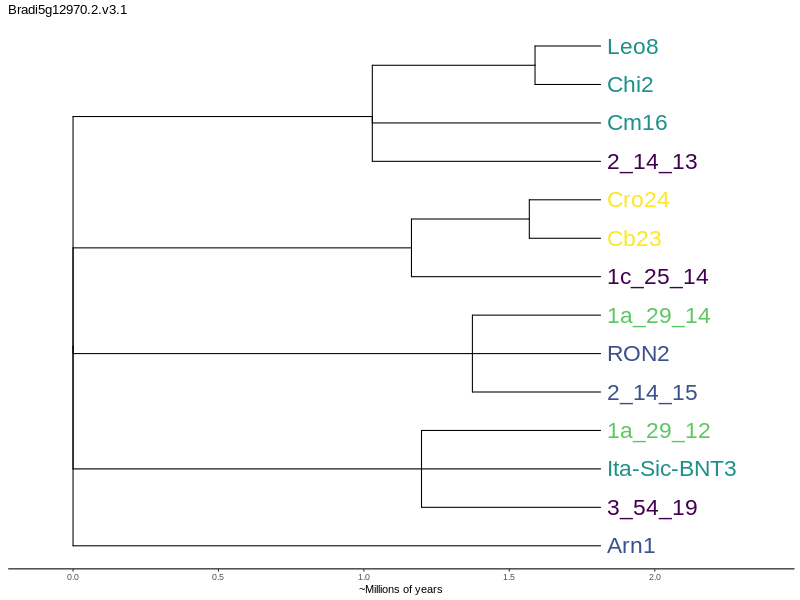 Bradi5g12970.2.v3.1
Leo8
Chi2
Cm16
2_14_13
Cro24
Cb23
1c_25_14
1a_29_14
RON2
2_14_15
1a_29_12
Ita-Sic-BNT3
3_54_19
Arn1
0.0 0.5 1.0 1.5 2.0
~Millions of years